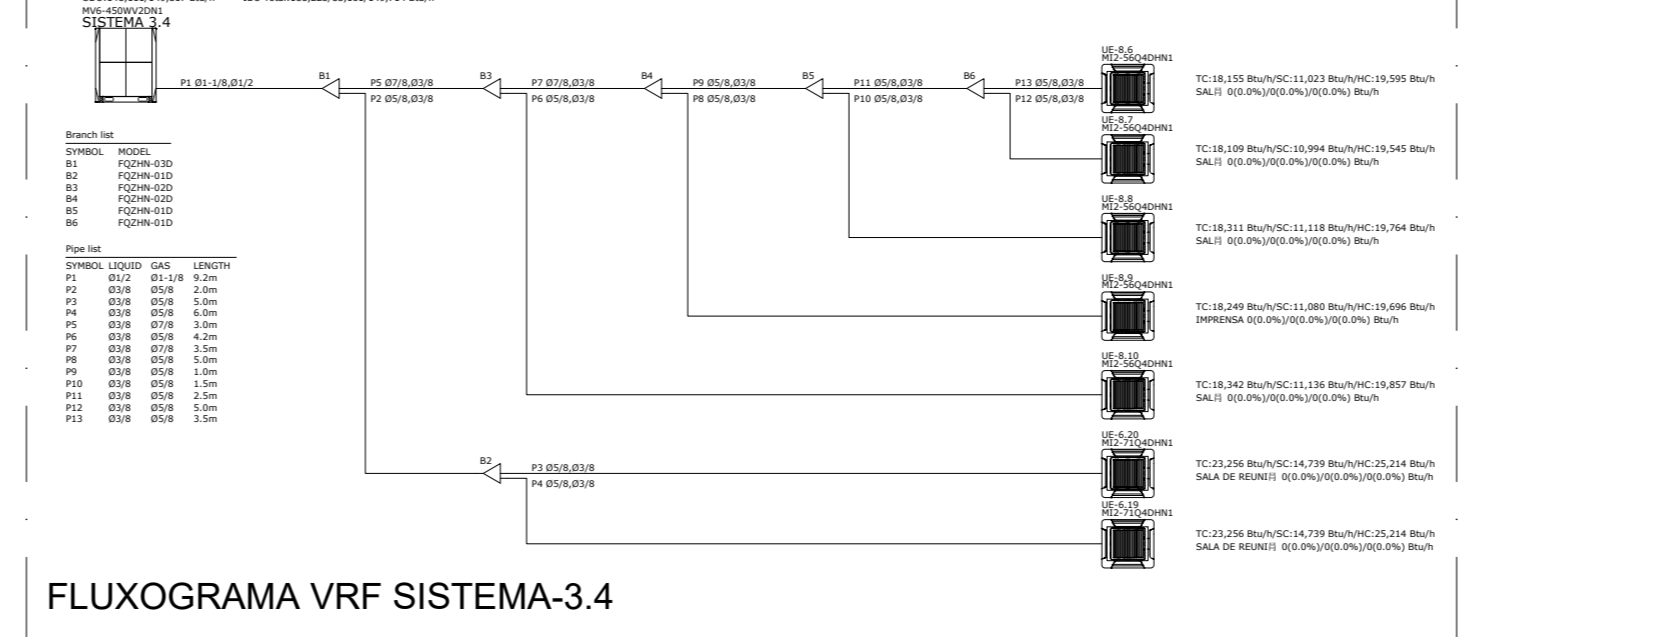 MV6-450WV2DN1
SISTEMA 3.4
P1 Ø1-1/8,Ø1/2
B1
P5 Ø7/8,Ø3/8
P2 Ø5/8,Ø3/8
B3
P7 Ø7/8,Ø3/8
P6 Ø5/8,Ø3/8
B4
P9 Ø5/8,Ø3/8
P8 Ø5/8,Ø3/8
B5
P11 Ø5/8,Ø3/8
P10 Ø5/8,Ø3/8
B6
P13 Ø5/8,Ø3/8
P12 Ø5/8,Ø3/8
UE-8.6
MI2-56Q4DHN1
TC:18,155 Btu/h/SC:11,023 Btu/h/HC:19,595 Btu/h
0(0.0%)/0(0.0%)/0(0.0%) Btu/h
UE-8.7
MI2-56Q4DHN1
TC:18,109 Btu/h/SC:10,994 Btu/h/HC:19,545 Btu/h
0(0.0%)/0(0.0%)/0(0.0%) Btu/h
UE-8.8
MI2-56Q4DHN1
TC:18,311 Btu/h/SC:11,118 Btu/h/HC:19,764 Btu/h
0(0.0%)/0(0.0%)/0(0.0%) Btu/h
UE-8.9
MI2-56Q4DHN1
TC:18,249 Btu/h/SC:11,080 Btu/h/HC:19,696 Btu/h
IMPRENSA 0(0.0%)/0(0.0%)/0(0.0%) Btu/h
UE-8.10
MI2-56Q4DHN1
TC:18,342 Btu/h/SC:11,136 Btu/h/HC:19,857 Btu/h
0(0.0%)/0(0.0%)/0(0.0%) Btu/h
B2
P3 Ø5/8,Ø3/8
P4 Ø5/8,Ø3/8
UE-6.20
MI2-71Q4DHN1
TC:23,256 Btu/h/SC:14,739 Btu/h/HC:25,214 Btu/h
SALA DE 0(0.0%)/0(0.0%)/0(0.0%) Btu/h
UE-6.19
MI2-71Q4DHN1
TC:23,256 Btu/h/SC:14,739 Btu/h/HC:25,214 Btu/h
SALA DE 0(0.0%)/0(0.0%)/0(0.0%) Btu/h
Branch list
SYMBOL MODEL
B1 FQZHN-03D
B2 FQZHN-01D
B3 FQZHN-02D
B4 FQZHN-02D
B5 FQZHN-01D
B6 FQZHN-01D
Pipe list
SYMBOL LIQUID GAS LENGTH
P1 Ø1/2 Ø1-1/8 9.2m
P2 Ø3/8 Ø5/8 2.0m
P3 Ø3/8 Ø5/8 5.0m
P4 Ø3/8 Ø5/8 6.0m
P5 Ø3/8 Ø7/8 3.0m
P6 Ø3/8 Ø5/8 4.2m
P7 Ø3/8 Ø7/8 3.5m
P8 Ø3/8 Ø5/8 5.0m
P9 Ø3/8 Ø5/8 1.0m
P10 Ø3/8 Ø5/8 1.5m
P11 Ø3/8 Ø5/8 2.5m
P12 Ø3/8 Ø5/8 5.0m
P13 Ø3/8 Ø5/8 3.5m
FLUXOGRAMA VRF SISTEMA-3.4